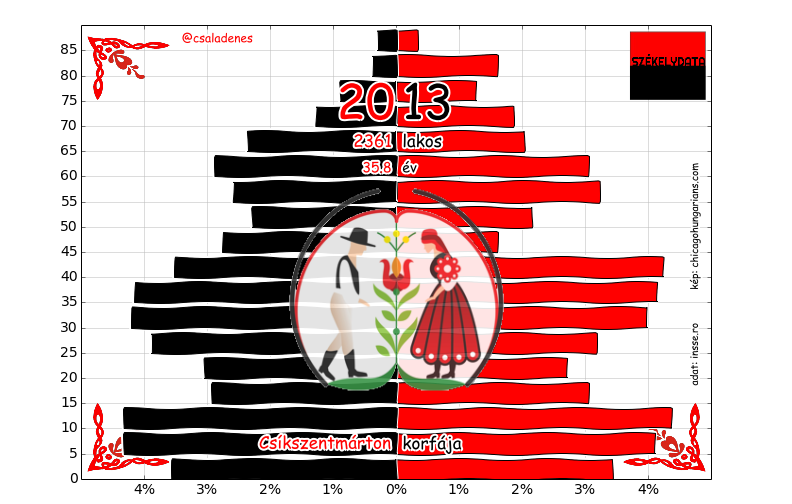 @csaladenes
SZÉKELYDATA
2013
2361 lakos
35.8 év
kép: chicagohungarians.com
adat: insse.ro
Csíkszentmárton korfája
85
80
75
70
65
60
55
50
45
40
35
30
25
20
15
10
5
0
4% 3% 2% 1% 0% 1% 2% 3% 4%